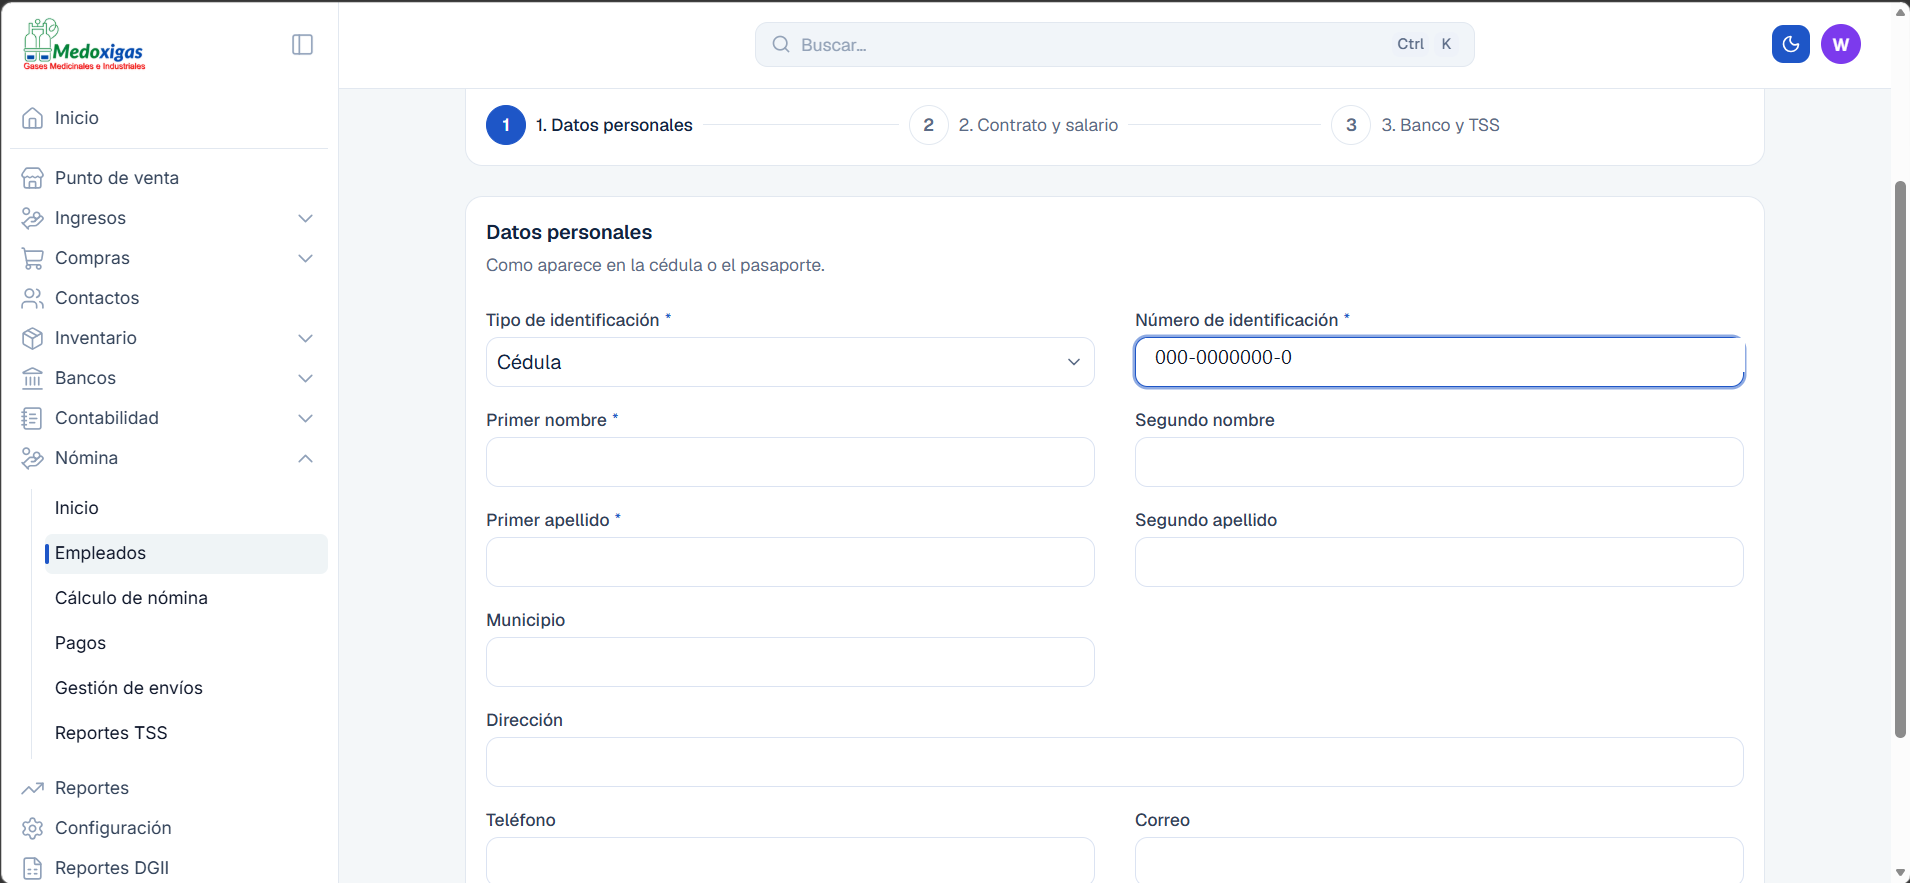 Medoxigas
Gases Medicinales e Industriales
Buscar...
Ctrl K
W
Inicio
Punto de venta
Ingresos
Compras
Contactos
Inventario
Bancos
Contabilidad
Nómina
Inicio
Empleados
Cálculo de nómina
Pagos
Gestión de envíos
Reportes TSS
Reportes
Configuración
Reportes DGII
1 1. Datos personales
2 2. Contrato y salario
3 3. Banco y TSS
Datos personales
Como aparece en la cédula o el pasaporte.
Tipo de identificación *
Cédula
Número de identificación *
000-0000000-0
Primer nombre *
Segundo nombre
Primer apellido *
Segundo apellido
Municipio
Dirección
Teléfono
Correo